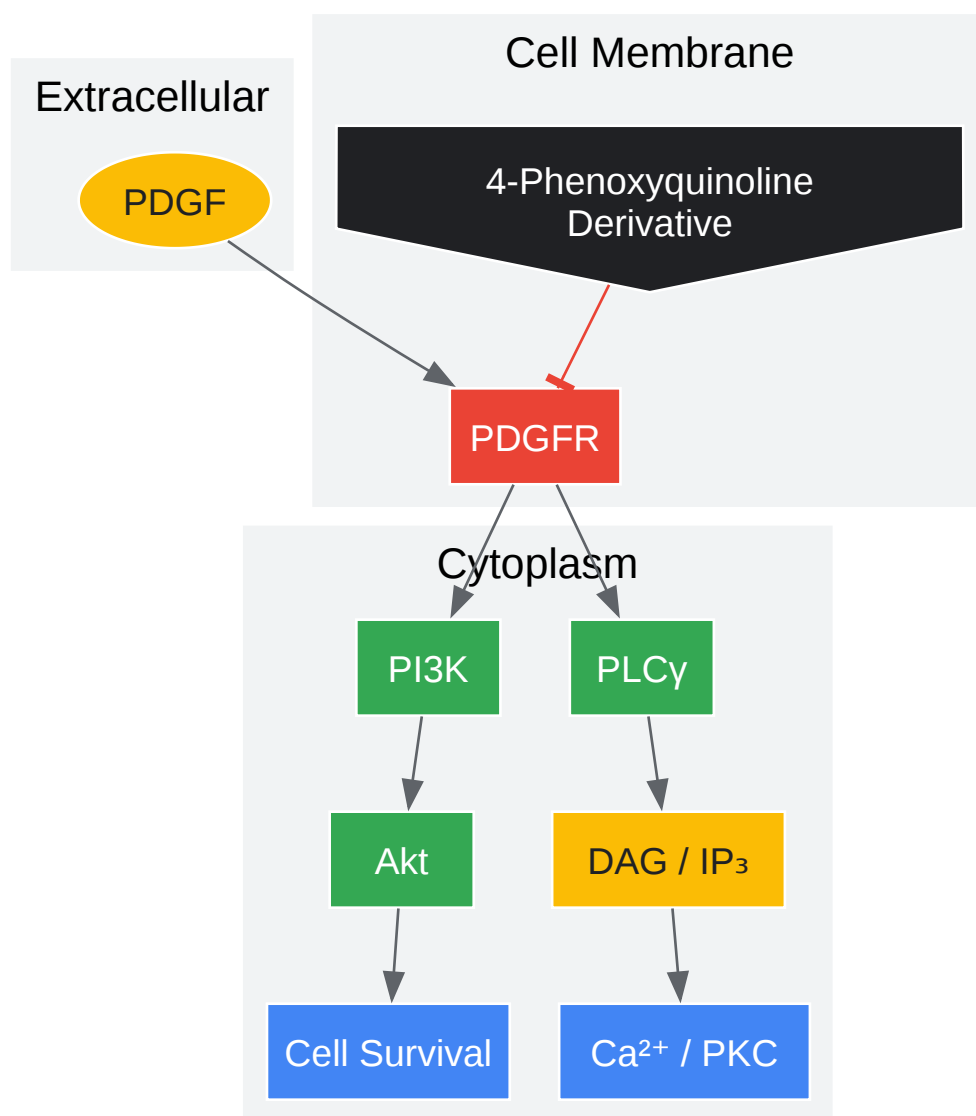 Cell Membrane
Extracellular
4-Phenoxyquinoline
Derivative
PDGF
PDGFR
Cytoplasm
PI3K
PLCγ
Akt
DAG / IP₃
Cell Survival
Ca²⁺ / PKC